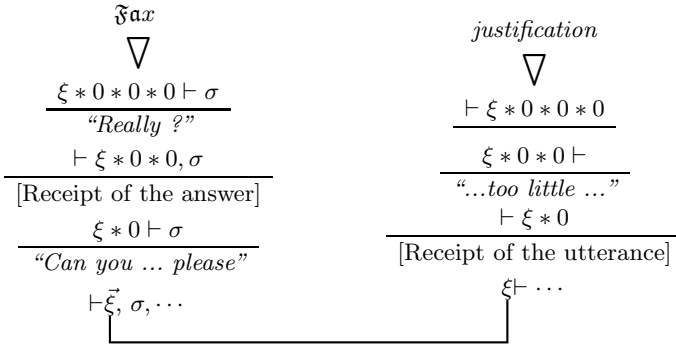 𝔉𝔞x
ξ ∗ 0 ∗ 0 ∗ 0 ⊢ σ
“Really ?”
⊢ ξ ∗ 0 ∗ 0, σ
[Receipt of the answer]
ξ ∗ 0 ⊢ σ
“Can you ... please”
⊢ξ⃗, σ, ⋯
justification
⊢ ξ ∗ 0 ∗ 0 ∗ 0
ξ ∗ 0 ∗ 0 ⊢
“...too little ...”
⊢ ξ ∗ 0
[Receipt of the utterance]
ξ⊢ ⋯